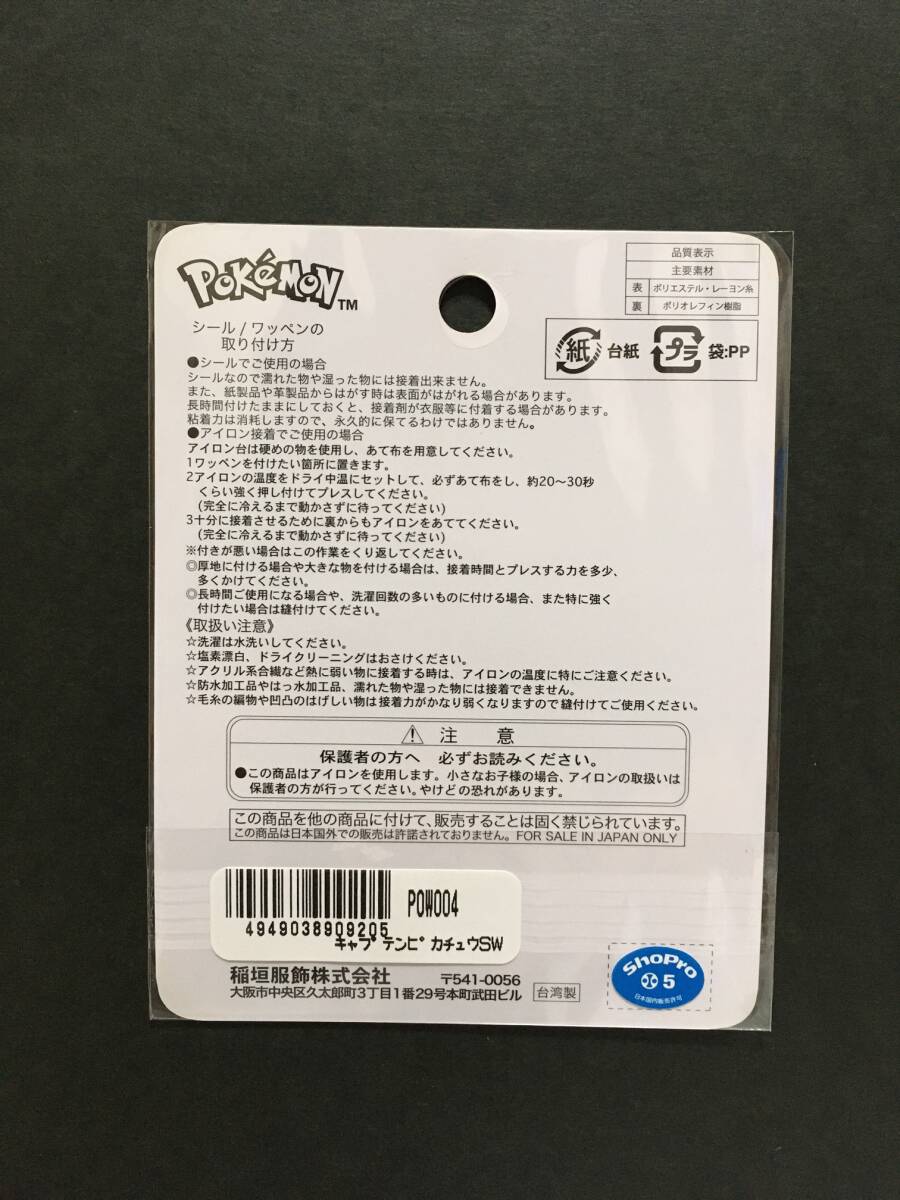 POKéMON TM
シール / ワッペンの
取り付け方
品質表示
主要素材
表 ポリエステル・レーヨン糸
裏 ポリオレフィン樹脂
紙 台紙 プラ 袋:PP
●シールでご使用の場合
シールなので濡れた物や湿った物には接着出来ません。
また、紙製品や革製品からはがす時は表面がはがれる場合があります。
長時間付けたままにしておくと、接着剤が衣服等に付着する場合があります。
粘着力は消耗しますので、永久的に保てるわけではありません。
●アイロン接着でご使用の場合
アイロン台は硬めの物を使用し、あて布を用意してください。
1ワッペンを付けたい箇所に置きます。
2アイロンの温度をドライ中温にセットして、必ずあて布をし、約20〜30秒
くらい強く押し付けてプレスしてください。
(完全に冷えるまで動かさずに待ってください)
3十分に接着させるために裏からもアイロンをあててください。
(完全に冷えるまで動かさずに待ってください)
※付きが悪い場合はこの作業をくり返してください。
◎厚地に付ける場合や大きな物を付ける場合は、接着時間とプレスする力を多少、
多くかけてください。
◎長時間ご使用になる場合や、洗濯回数の多いものに付ける場合、また特に強く
付けたい場合は縫付けてください。
《取扱い注意》
☆洗濯は水洗いしてください。
☆塩素漂白、ドライクリーニングはおさけください。
☆アクリル系合繊など熱に弱い物に接着する時は、アイロンの温度に特にご注意ください。
☆防水加工品やはっ水加工品、濡れた物や湿った物には接着できません。
☆毛糸の編物や凹凸のはげしい物は接着力がかなり弱くなりますので縫付けてご使用ください。
⚠ 注 意
保護者の方へ 必ずお読みください。
●この商品はアイロンを使用します。小さなお子様の場合、アイロンの取扱いは
保護者の方が行ってください。やけどの恐れがあります。
この商品を他の商品に付けて、販売することは固く禁じられています。
この商品は日本国外での販売は許諾されておりません。FOR SALE IN JAPAN ONLY
POW004
4949038909205
キャプテンピカチュウSW
稲垣服飾株式会社 〒541-0056
大阪市中央区久太郎町3丁目1番29号本町武田ビル 台湾製
ShoPro
5
日本国内販売許可